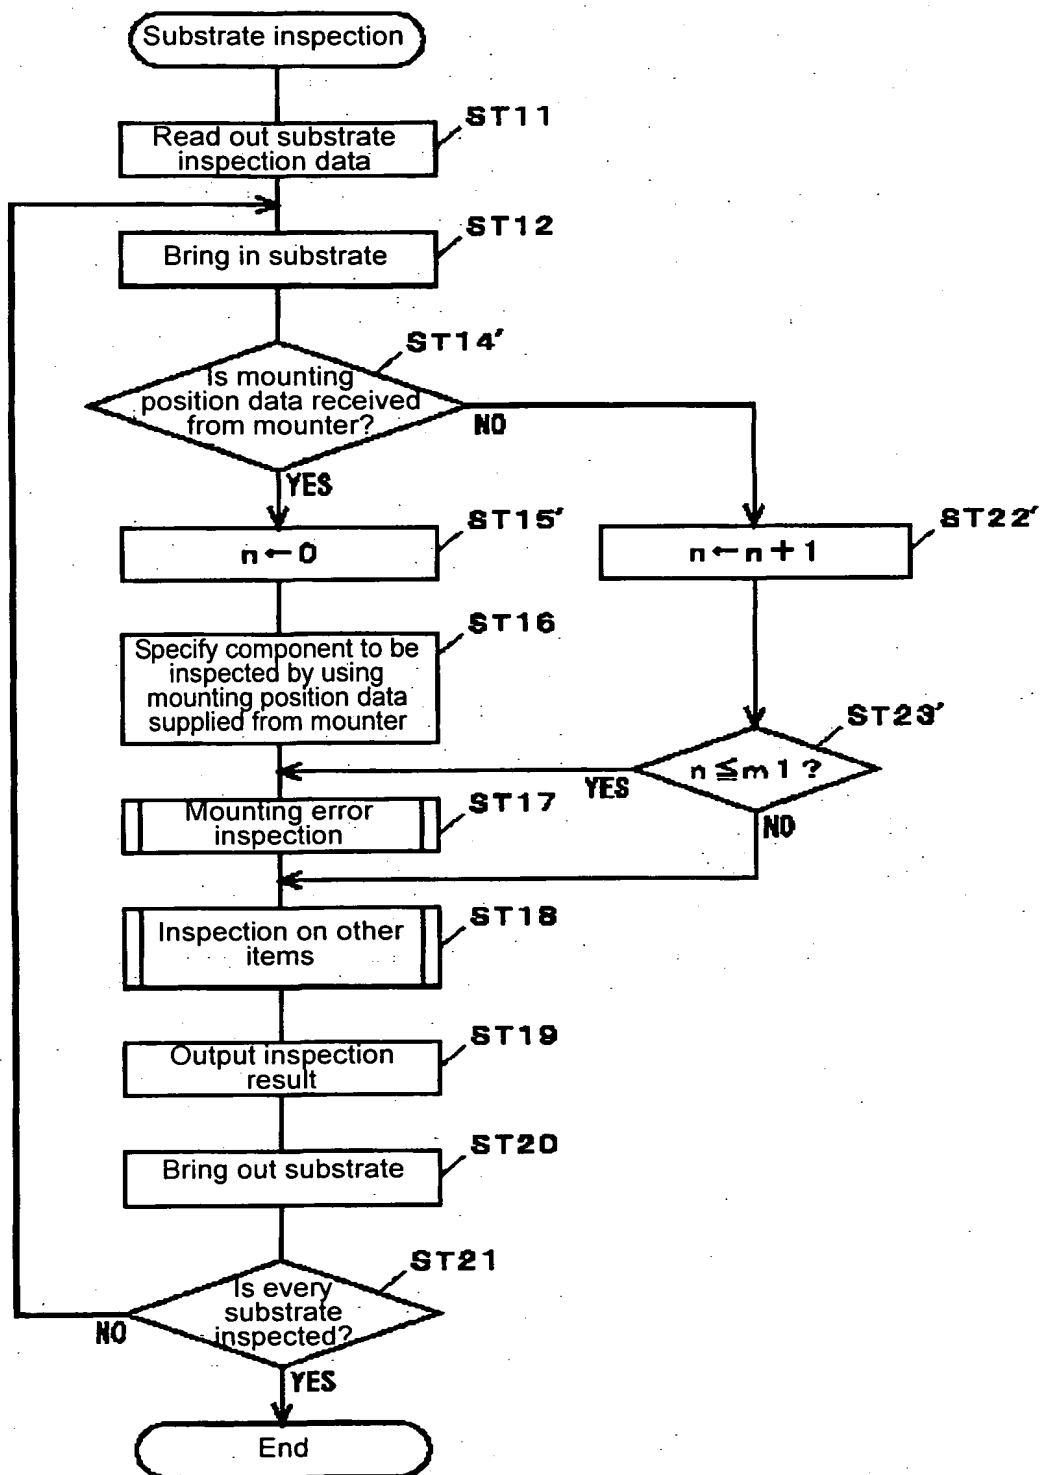 Substrate inspection
ST11
Read out substrate
inspection data
ST12
Bring in substrate
ST14'
Is mounting
position data received
from mounter?
NO
YES
ST15'
n←0
ST22'
n←n+1
ST16
Specify component to be
inspected by using
mounting position data
supplied from mounter
ST23'
n≦m1?
YES
NO
ST17
Mounting error
inspection
ST18
Inspection on other
items
ST19
Output inspection
result
ST20
Bring out substrate
ST21
Is every
substrate
inspected?
NO
YES
End